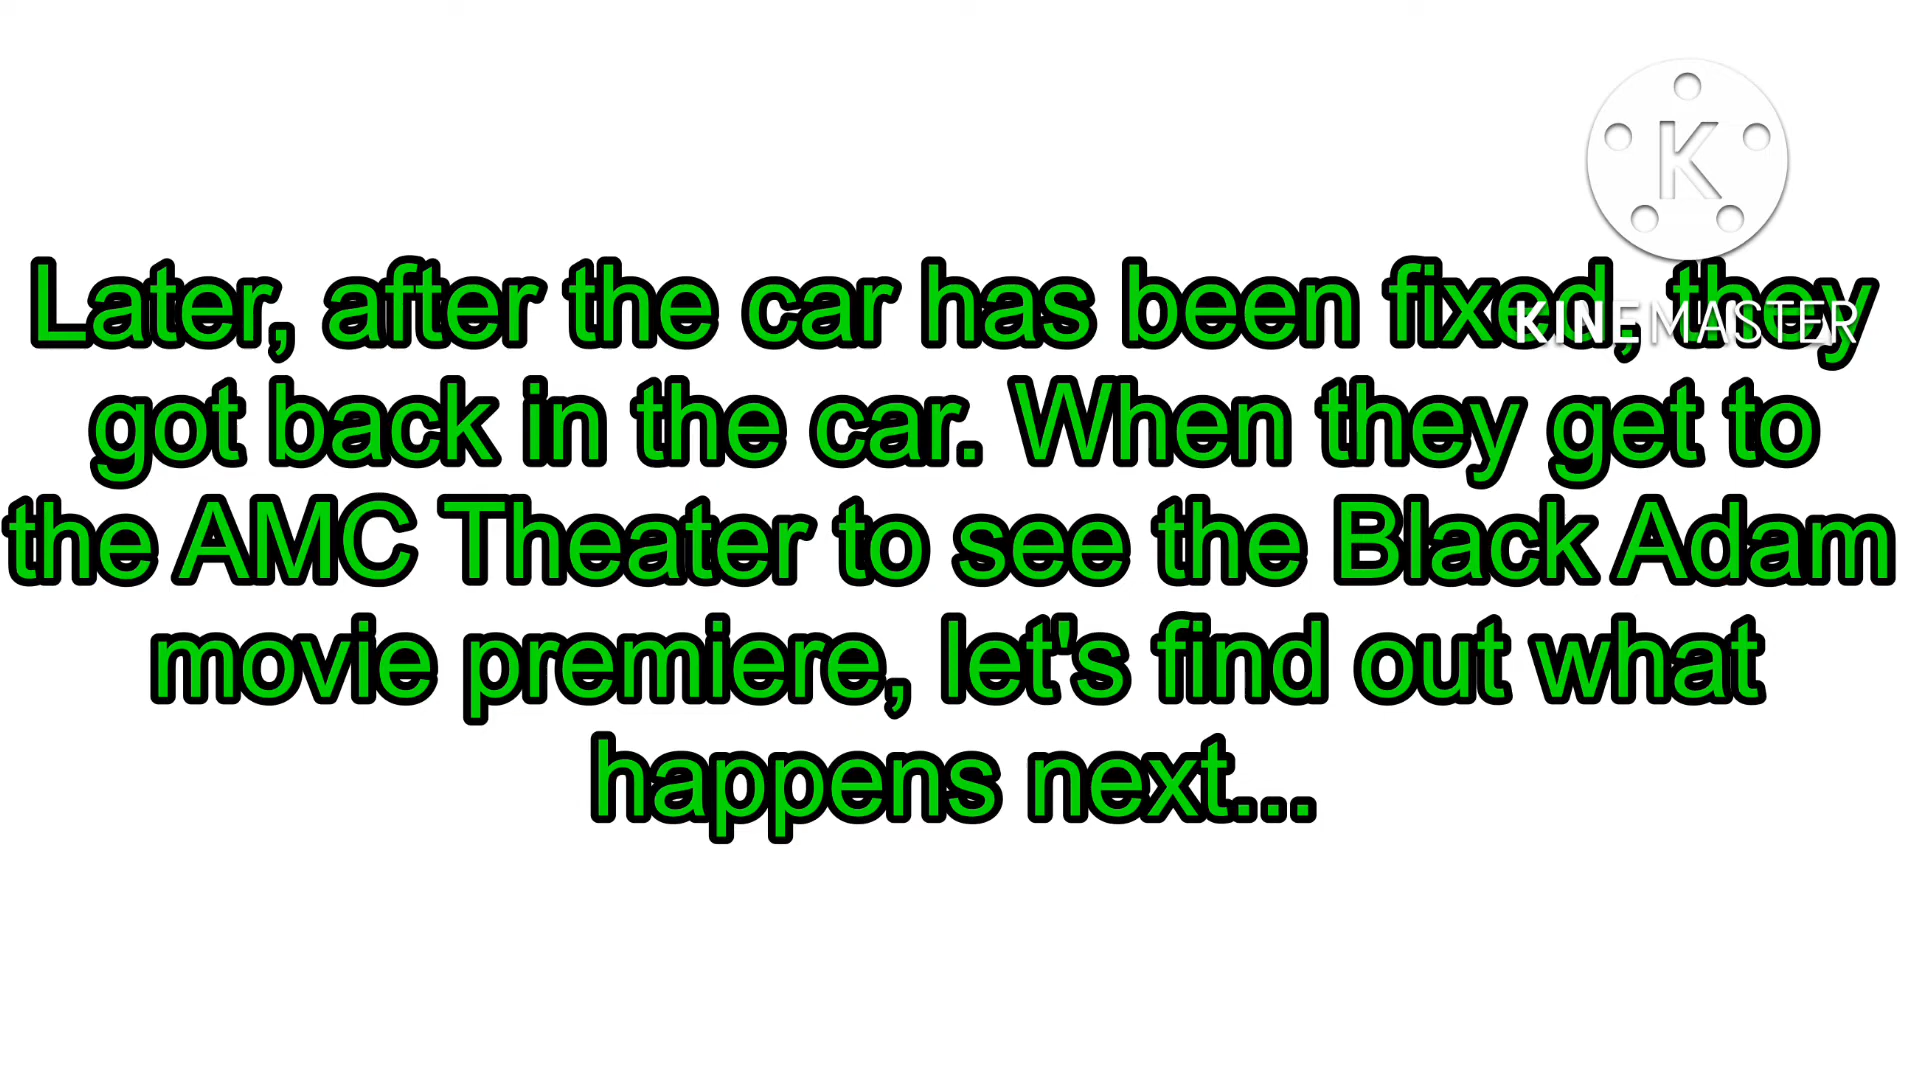 K
KINEMASTER
Later, after the car has been fixed, they
got back in the car. When they get to
the AMC Theater to see the Black Adam
movie premiere, let's find out what
happens next...